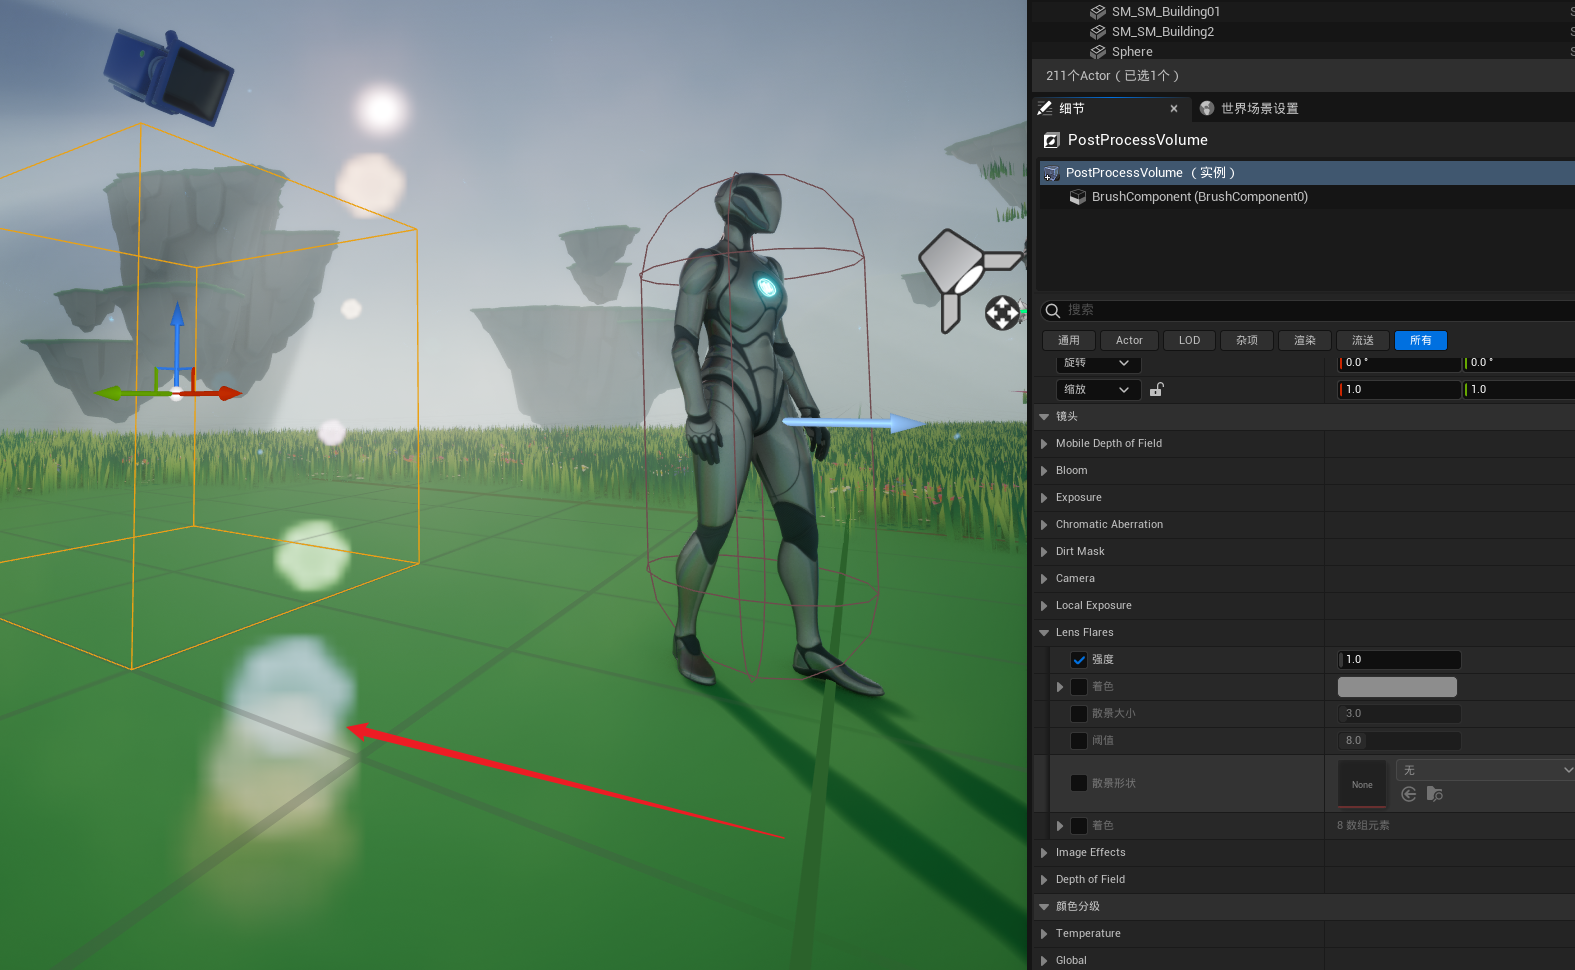 SM_SM_Building01
SM_SM_Building2
Sphere
211个Actor（已选1个）
细节
世界场景设置
PostProcessVolume
PostProcessVolume （实例）
BrushComponent (BrushComponent0)
搜索
通用 Actor LOD 杂项 渲染 流送 所有
旋转 0.0 ° 0.0 °
缩放 1.0 1.0
镜头
Mobile Depth of Field
Bloom
Exposure
Chromatic Aberration
Dirt Mask
Camera
Local Exposure
Lens Flares
强度 1.0
着色
散景大小 3.0
阈值 8.0
散景形状 None 无
着色 8 数组元素
Image Effects
Depth of Field
颜色分级
Temperature
Global